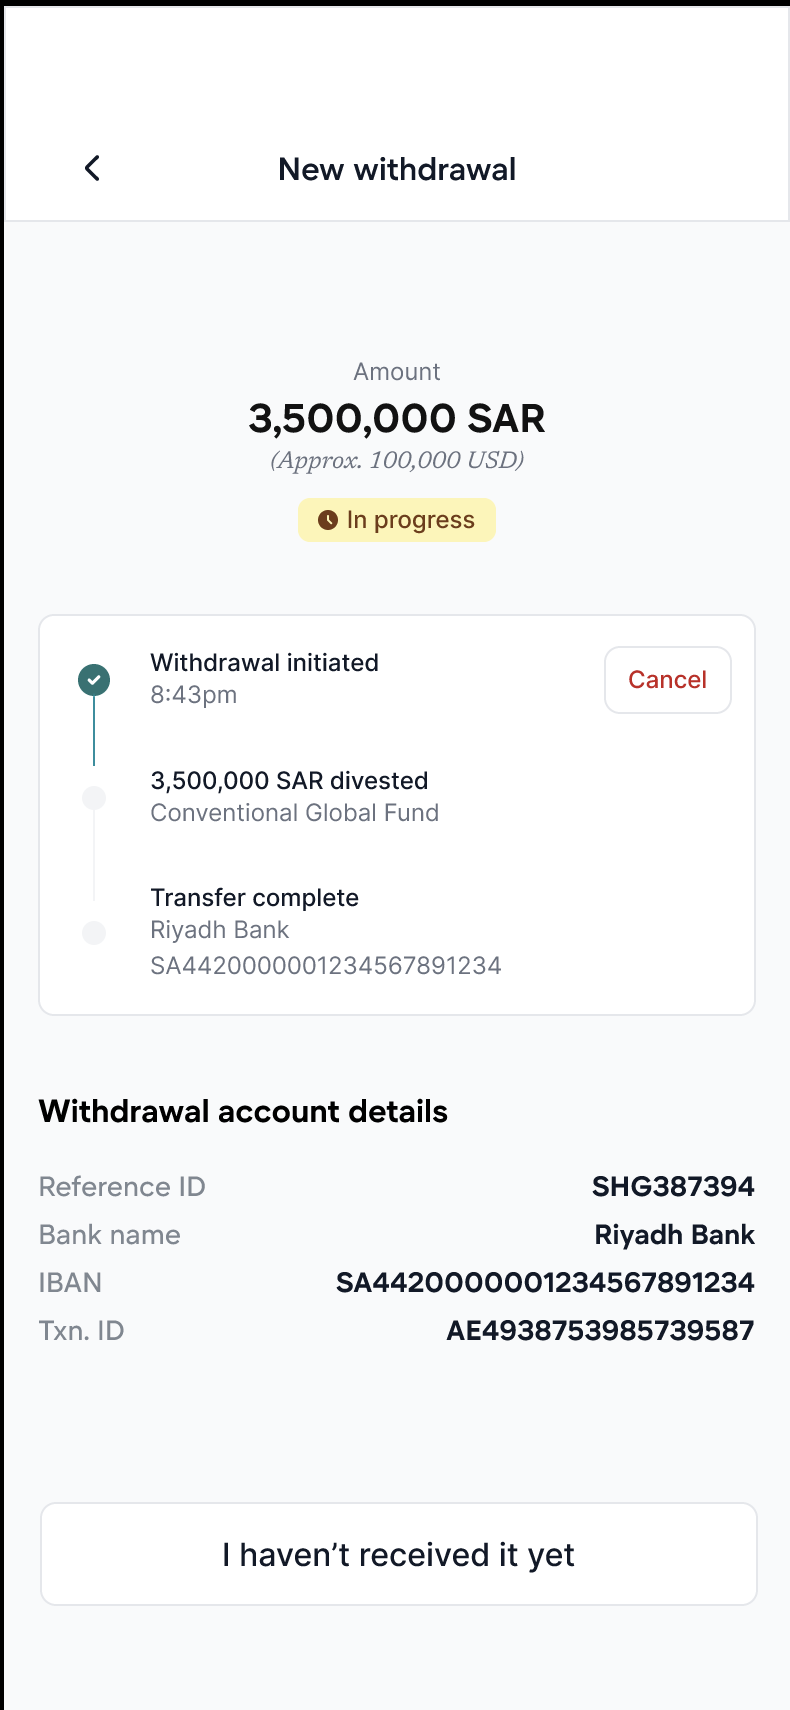 New withdrawal
Amount
3,500,000 SAR
(Approx. 100,000 USD)
In progress
Withdrawal initiated
8:43pm
Cancel
3,500,000 SAR divested
Conventional Global Fund
Transfer complete
Riyadh Bank
SA4420000001234567891234
Withdrawal account details
Reference ID SHG387394
Bank name Riyadh Bank
IBAN SA4420000001234567891234
Txn. ID AE4938753985739587
I haven’t received it yet